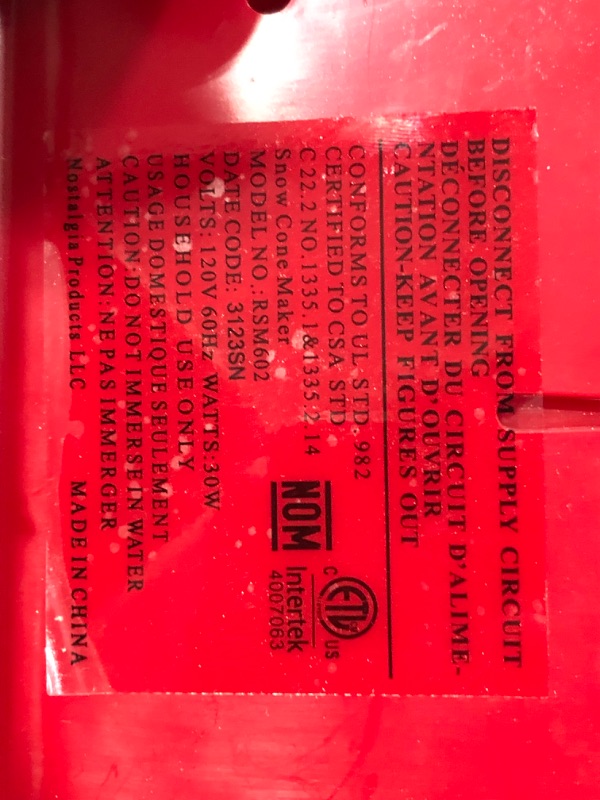 DISCONNECT FROM SUPPLY CIRCUIT
BEFORE OPENING
DÉCONNECTER DU CIRCUIT D'ALIME-
NTATION AVANT D'OUVRIR
CAUTION-KEEP FIGURES OUT
CONFORMS TO UL. STD. 982
CERTIFIED TO CSA STD.
C 22.2 NO.1335.1&1335.2.14
Snow Cone Maker
MODEL NO.:RSM602
DATE CODE: 3123SN
VOLTS: 120V 60Hz WATTS:30W
HOUSEHOLD USE ONLY
USAGE DOMESTIQUE SEULEMENT
CAUTION:DO NOT IMMERSE IN WATER
ATTENTION:NE PAS IMMERGER
Nostalgia Products LLC MADE IN CHINA
NOM
C ETL US
Intertek
4007063